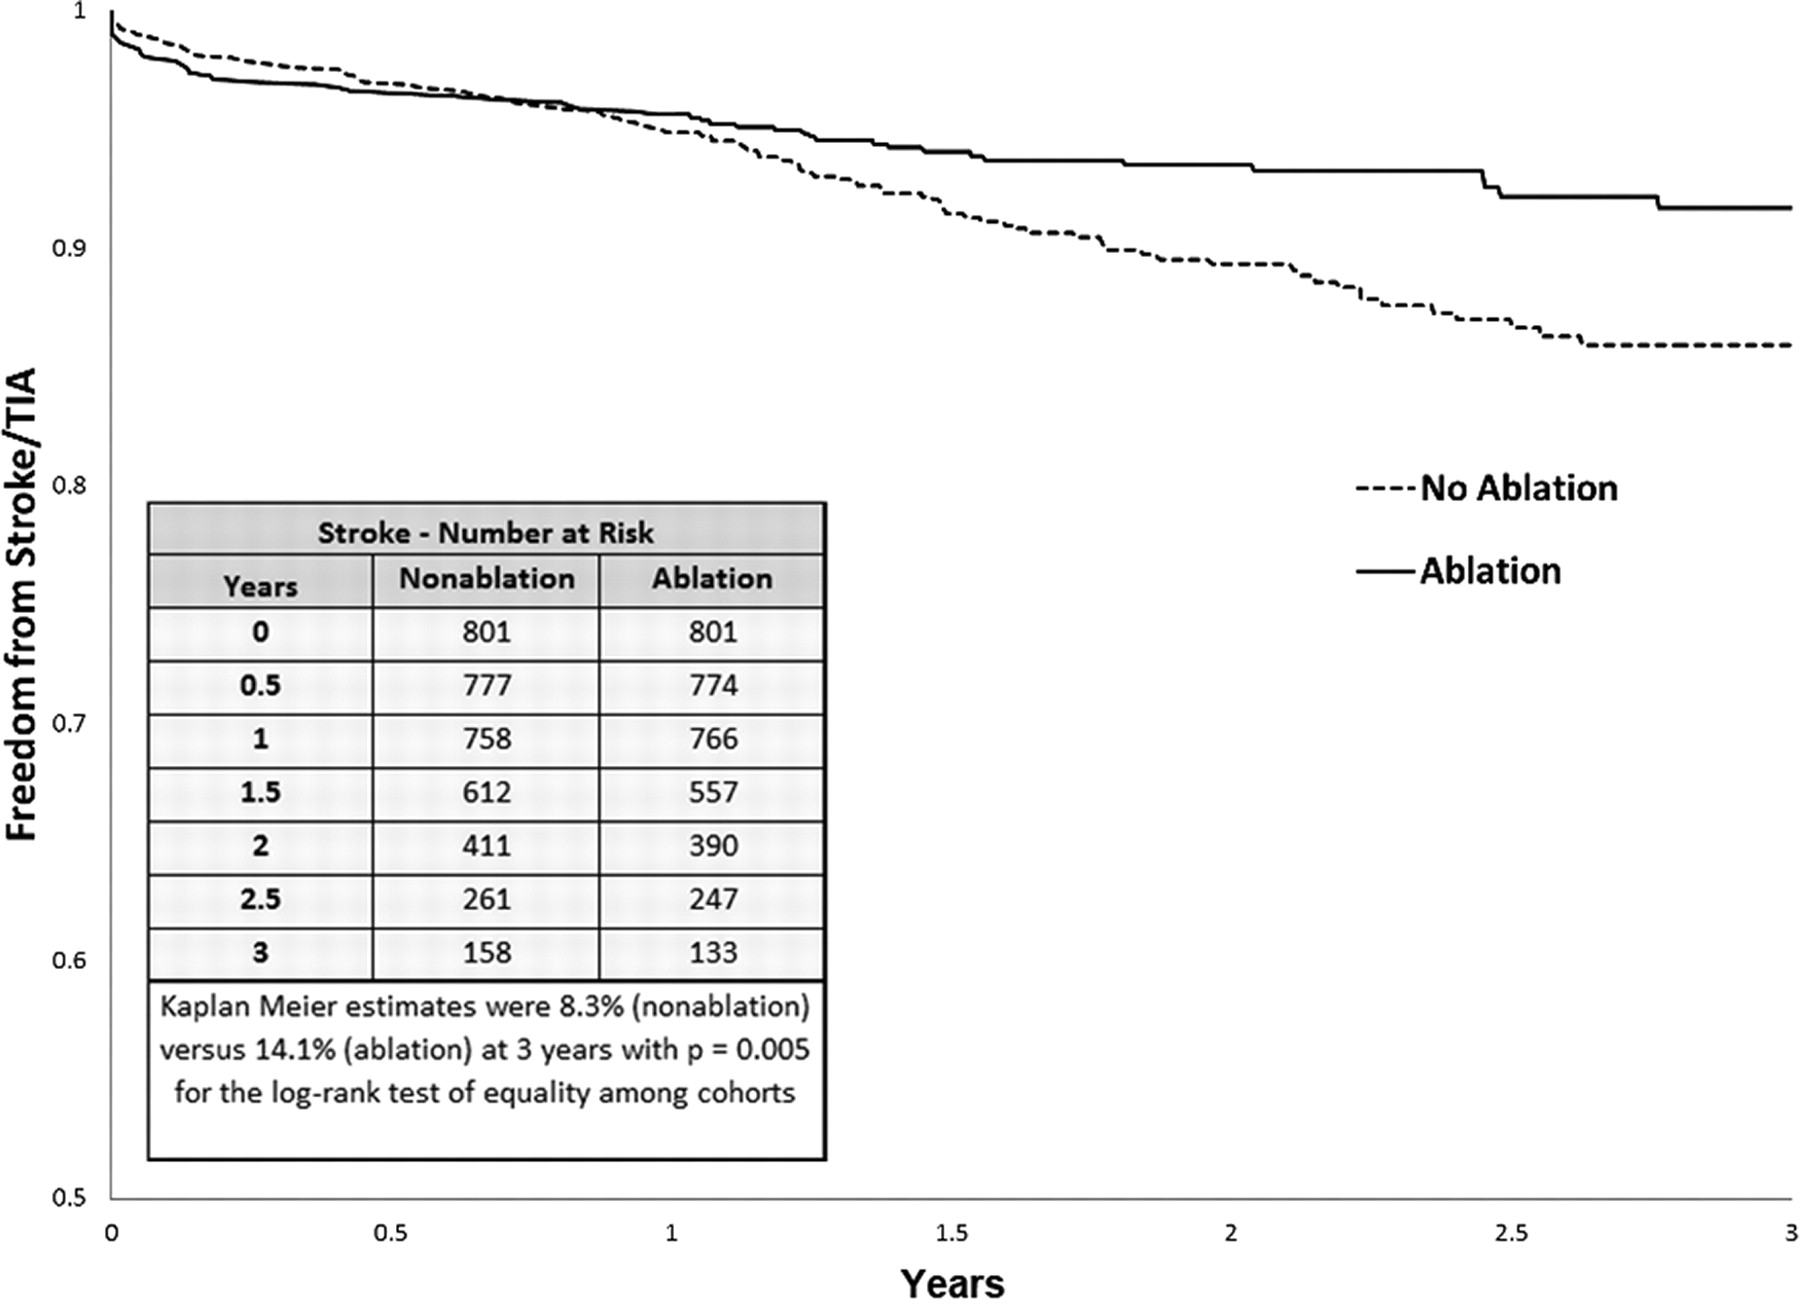 1
0.9
0.8
0.7
0.6
0.5
Freedom from Stroke/TIA
No Ablation
Ablation
Stroke - Number at Risk
Years Nonablation Ablation
0 801 801
0.5 777 774
1 758 766
1.5 612 557
2 411 390
2.5 261 247
3 158 133
Kaplan Meier estimates were 8.3% (nonablation)
versus 14.1% (ablation) at 3 years with p = 0.005
for the log-rank test of equality among cohorts
0 0.5 1 1.5 2 2.5 3
Years